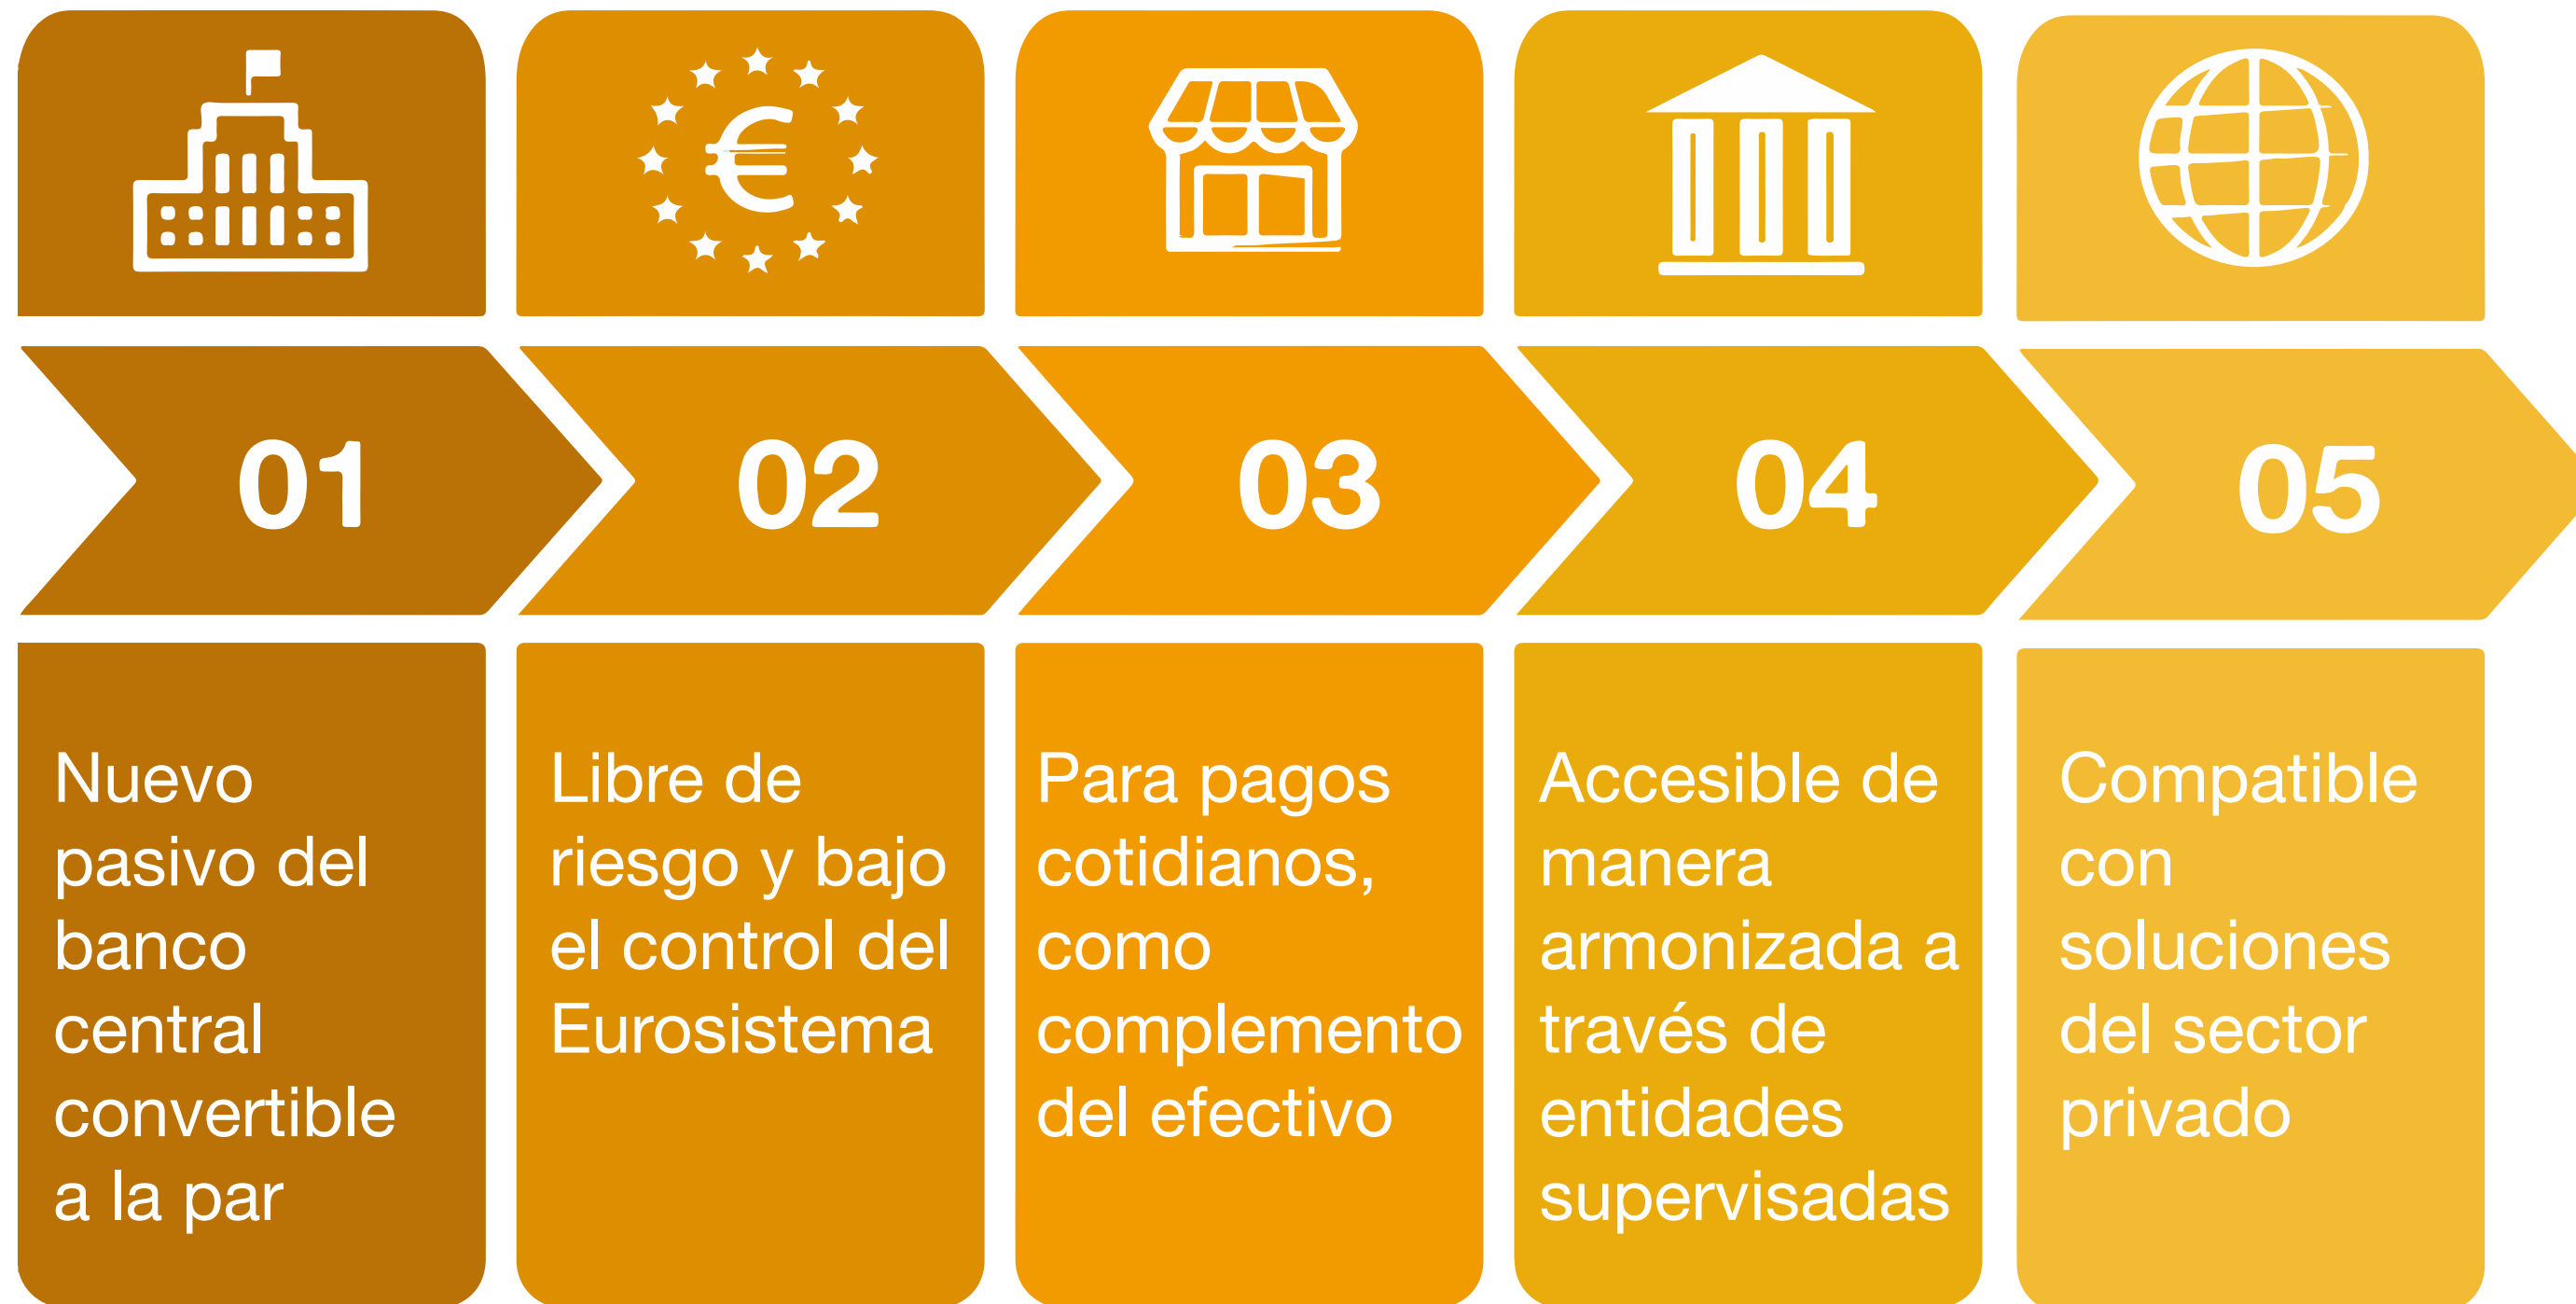 01
02
03
04
05
Nuevo
pasivo del
banco
central
convertible
a la par
Libre de
riesgo y bajo
el control del
Eurosistema
Para pagos
cotidianos,
como
complemento
del efectivo
Accesible de
manera
armonizada a
través de
entidades
supervisadas
Compatible
con
soluciones
del sector
privado